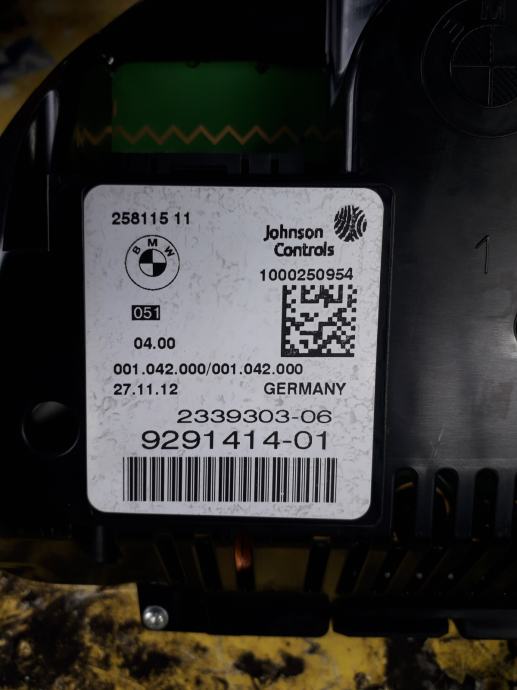 258115 11
Johnson
Controls
BMW
1000250954
051
04.00
001.042.000/001.042.000
27.11.12 GERMANY
2339303-06
9291414-01
1